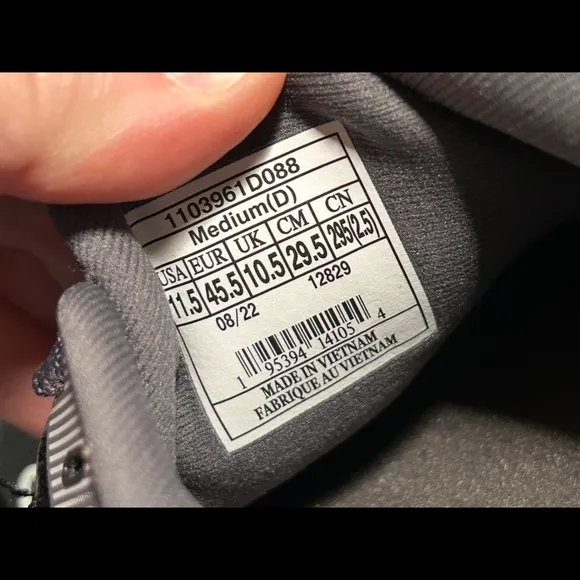 1103961D088
Medium(D)
USA EUR UK CM CN
11.5 45.5 10.5 29.5 295(2.5)
08/22 12829
1 95394 14105 4
MADE IN VIETNAM
FABRIQUE AU VIETNAM